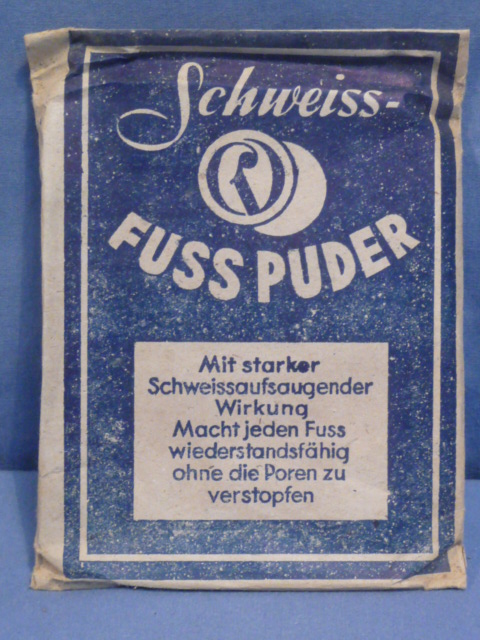 Schweiss-
FUSS PUDER
Mit starker
Schweissaufsaugender
Wirkung
Macht jeden Fuss
wiederstandsfähig
ohne die Poren zu
verstopfen